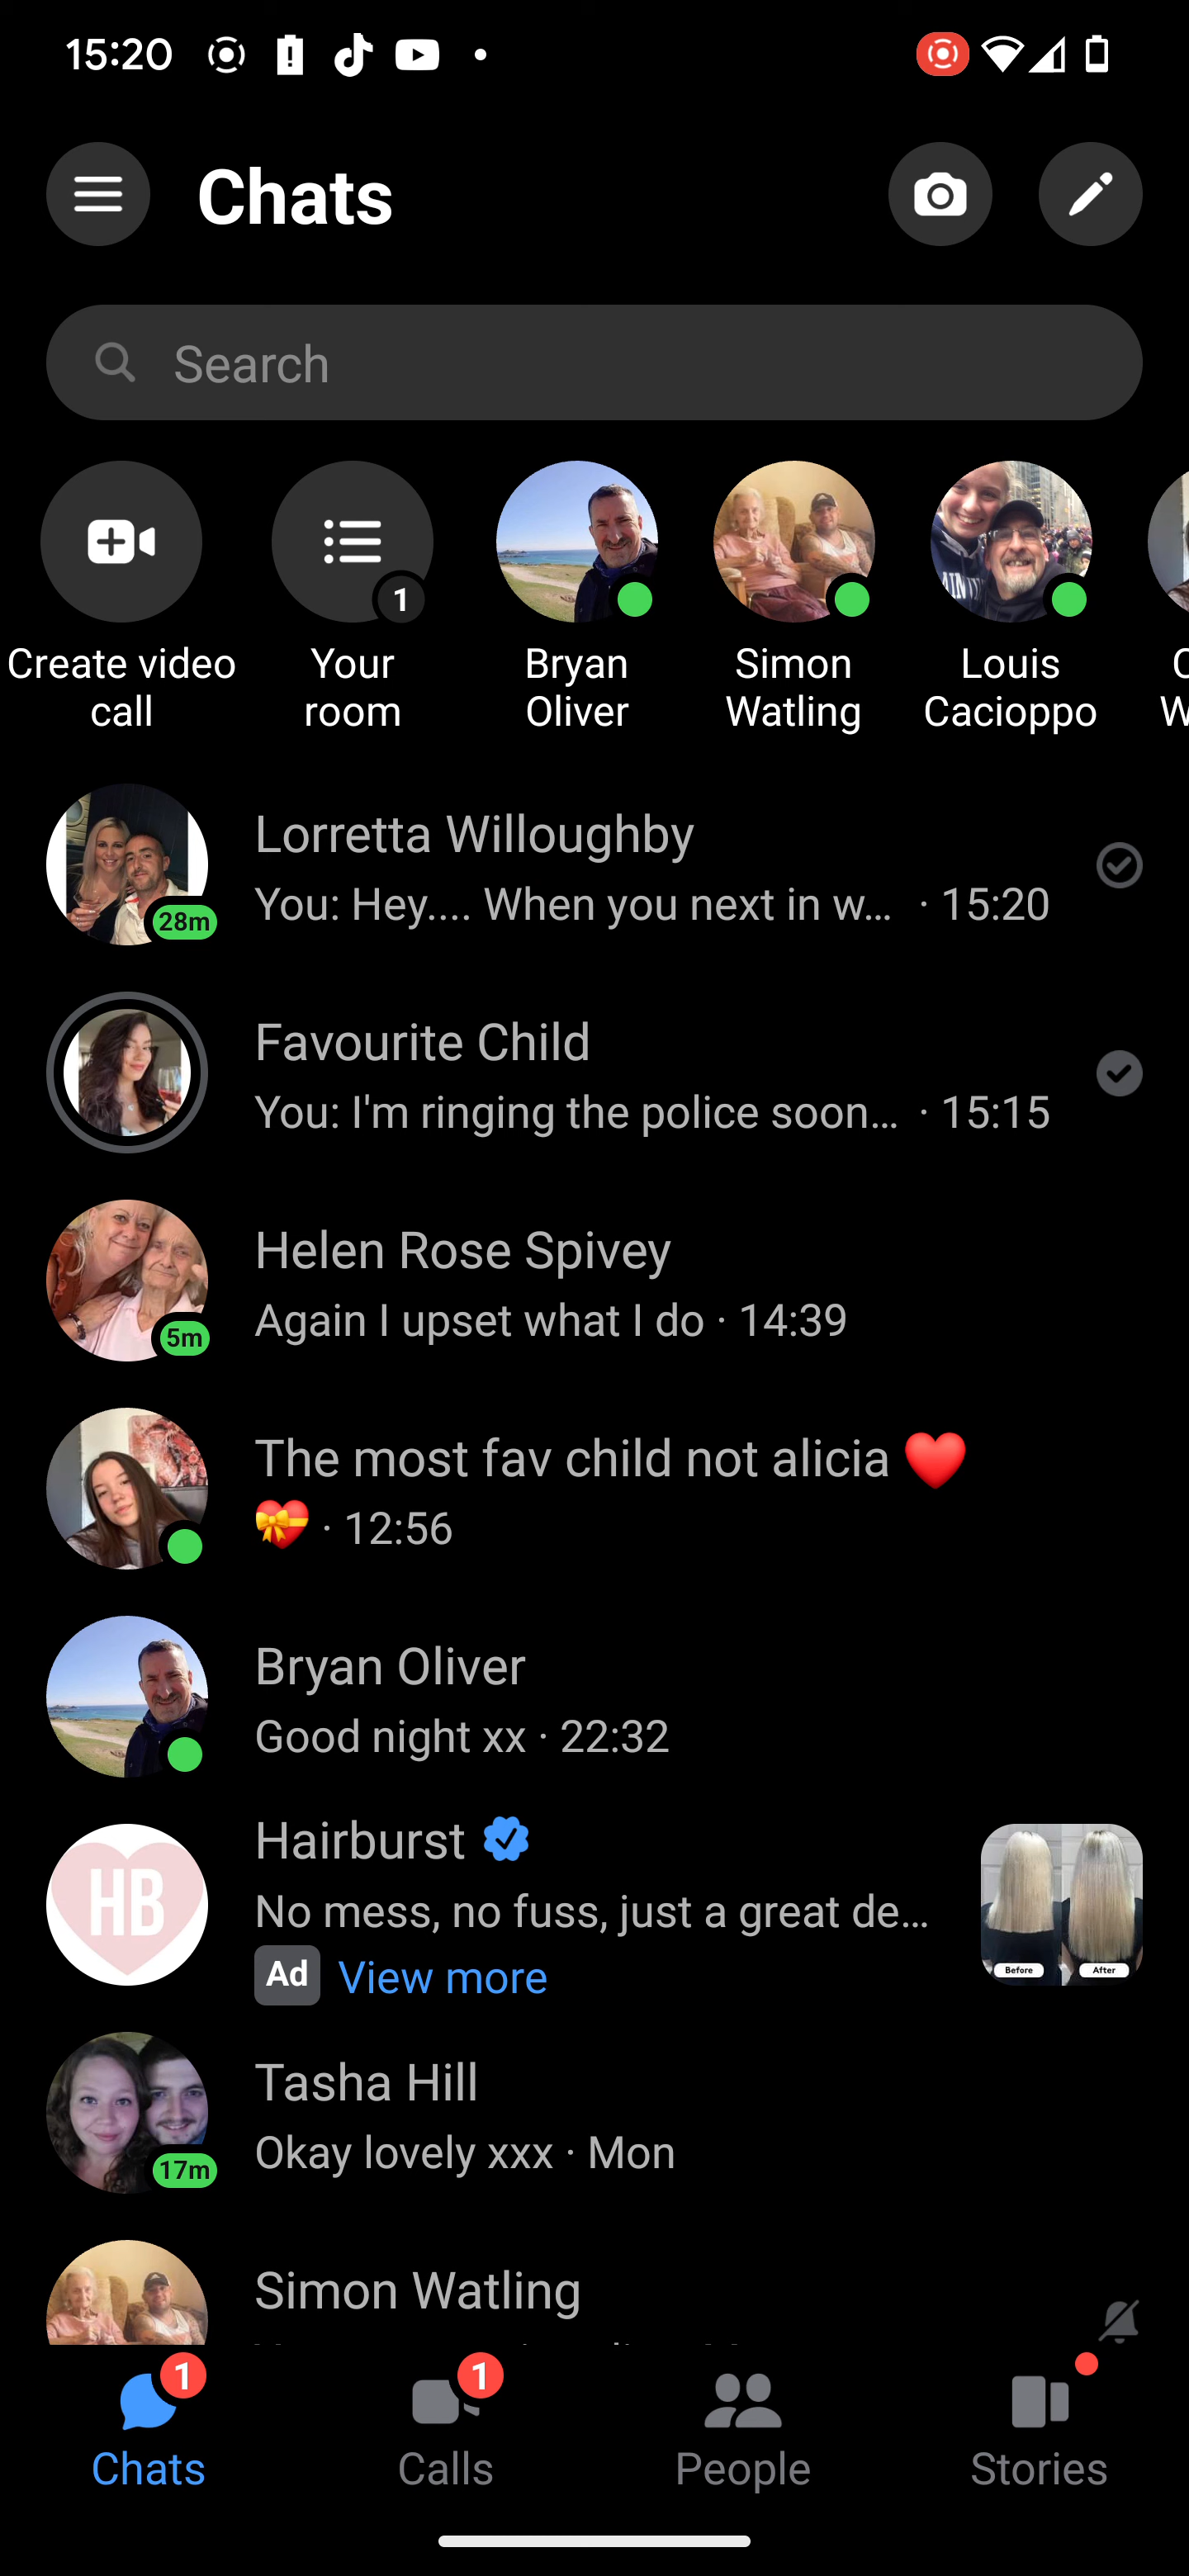 15:20
Chats
Search
1
Create video
call
Your
room
Bryan
Oliver
Simon
Watling
Louis
Cacioppo
Lorretta Willoughby
You: Hey.... When you next in w... · 15:20
28m
Favourite Child
You: I'm ringing the police soon... · 15:15
Helen Rose Spivey
Again I upset what I do · 14:39
5m
The most fav child not alicia ❤️
💝 · 12:56
Bryan Oliver
Good night xx · 22:32
HB
Hairburst
No mess, no fuss, just a great de...
Ad View more
Before After
Tasha Hill
Okay lovely xxx · Mon
17m
Simon Watling
1 1
Chats Calls People Stories